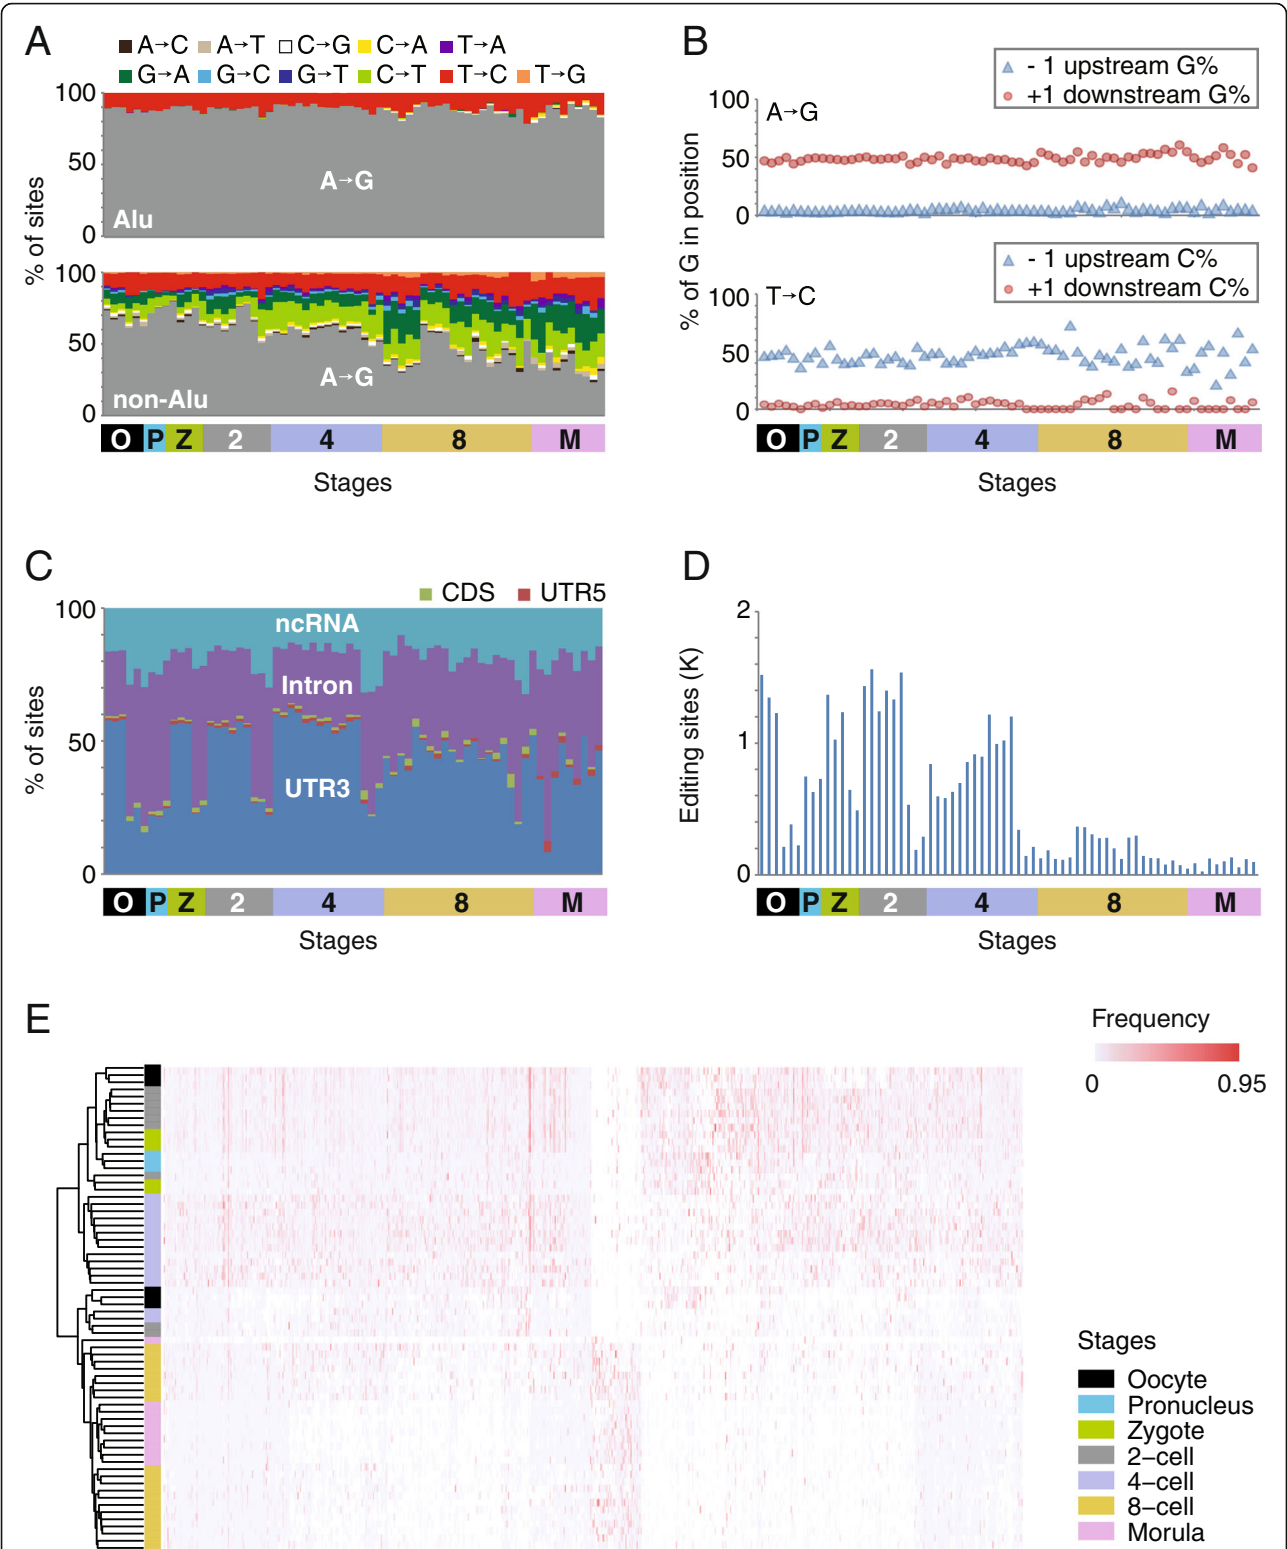 A
A→C A→T C→G C→A T→A
G→A G→C G→T C→T T→C T→G
% of sites
100
50
0
A→G
Alu
100
50
0
A→G
non-Alu
O P Z 2 4 8 M
Stages
B
- 1 upstream G%
+1 downstream G%
% of G in position
100
50
0
A→G
- 1 upstream C%
+1 downstream C%
100
50
0
T→C
O P Z 2 4 8 M
Stages
C
CDS UTR5
% of sites
100
50
0
ncRNA
Intron
UTR3
O P Z 2 4 8 M
Stages
D
Editing sites (K)
2
1
0
O P Z 2 4 8 M
Stages
E
Frequency
0 0.95
Stages
Oocyte
Pronucleus
Zygote
2−cell
4−cell
8−cell
Morula